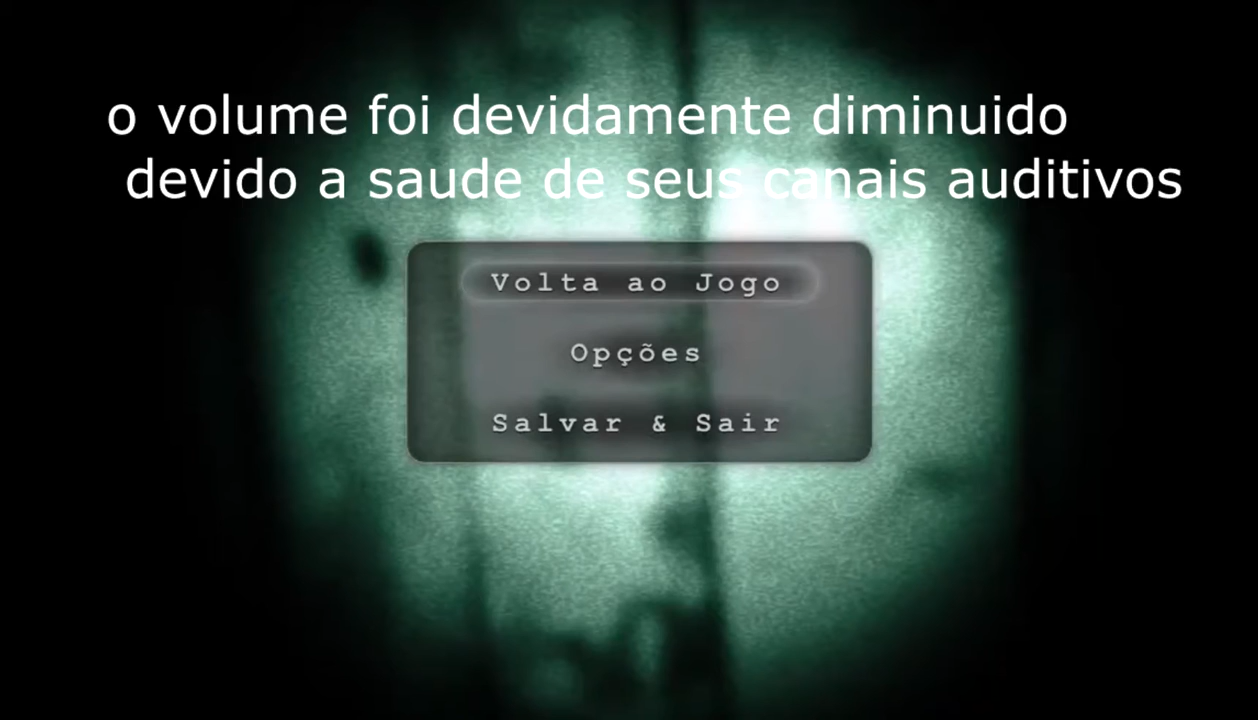 o volume foi devidamente diminuido
devido a saude de seus canais auditivos
Volta ao Jogo
Opções
Salvar & Sair